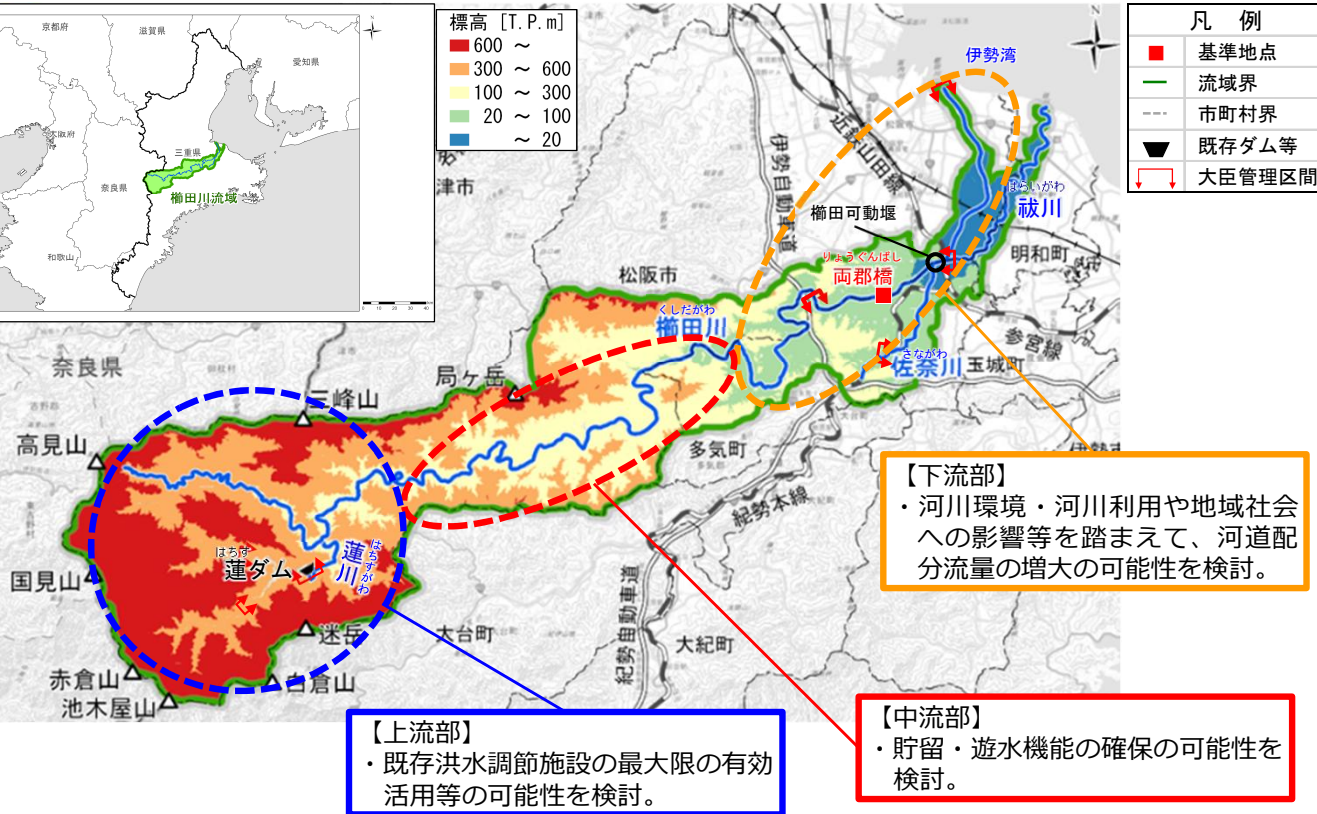 京都府
滋賀県
愛知県
大阪府
三重県
奈良県
櫛田川流域
和歌山
N
標高 [T.P.m]
600 ～
300 ～ 600
100 ～ 300
20 ～ 100
～ 20
凡 例
基準地点
流域界
市町村界
既存ダム等
大臣管理区間
N
伊勢湾
近鉄山田線
松阪市
伊勢自動車道
津市
はらいがわ
祓川
櫛田可動堰
明和町
りょうぐんばし
両郡橋
松阪市
くしだがわ
櫛田川
参宮線
さながわ
佐奈川
玉城町
奈良県
局ヶ岳
三峰山
高見山
多気町
紀勢本線
はちす
蓮ダム
はちすがわ
蓮川
国見山
迷岳
大台町
紀勢自動車道
大紀町
赤倉山
白倉山
池木屋山
【下流部】
・河川環境・河川利用や地域社会
への影響等を踏まえて、河道配
分流量の増大の可能性を検討。
【中流部】
・貯留・遊水機能の確保の可能性を
検討。
【上流部】
・既存洪水調節施設の最大限の有効
活用等の可能性を検討。